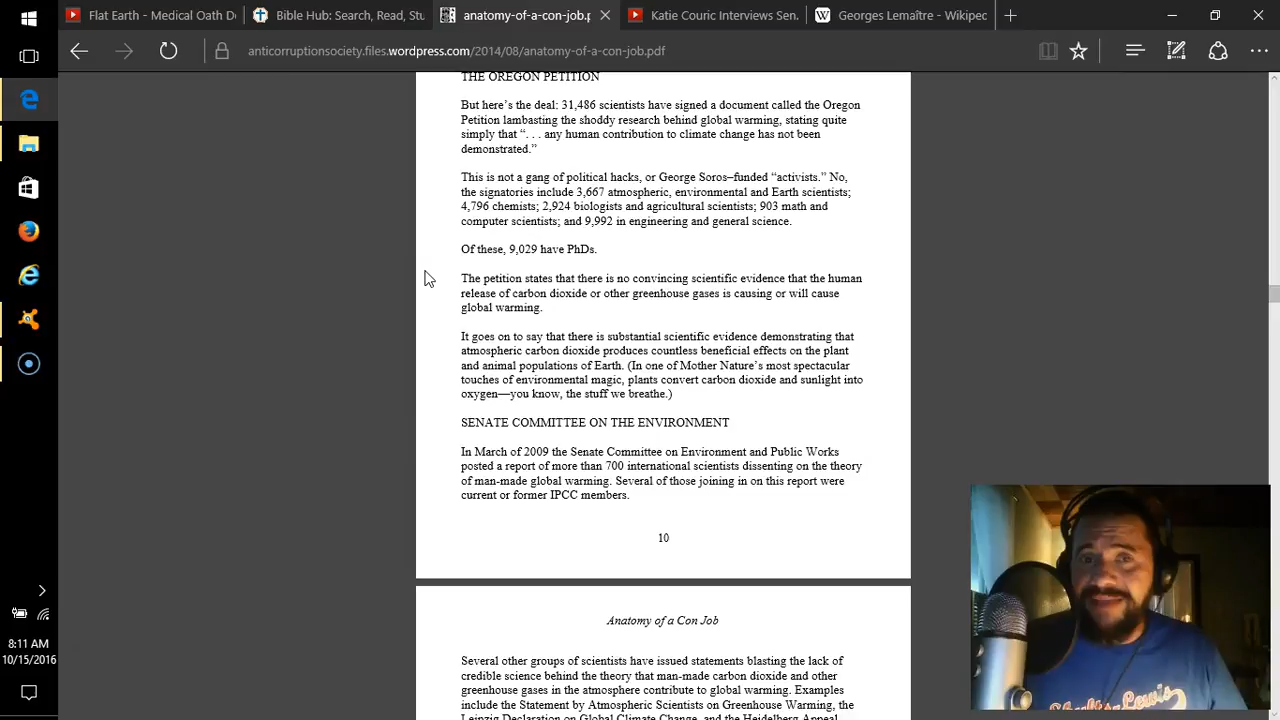 Flat Earth - Medical Oath D
Bible Hub: Search, Read, Stu
anatomy-of-a-con-job.p
Katie Couric Interviews Sen.
Georges Lemaître - Wikipec
anticorruptionsociety.files.wordpress.com/2014/08/anatomy-of-a-con-job.pdf
THE OREGON PETITION
But here's the deal: 31,486 scientists have signed a document called the Oregon
Petition lambasting the shoddy research behind global warming, stating quite
simply that “. . . any human contribution to climate change has not been
demonstrated.”
This is not a gang of political hacks, or George Soros–funded “activists.” No,
the signatories include 3,667 atmospheric, environmental and Earth scientists;
4,796 chemists; 2,924 biologists and agricultural scientists; 903 math and
computer scientists; and 9,992 in engineering and general science.
Of these, 9,029 have PhDs.
The petition states that there is no convincing scientific evidence that the human
release of carbon dioxide or other greenhouse gases is causing or will cause
global warming.
It goes on to say that there is substantial scientific evidence demonstrating that
atmospheric carbon dioxide produces countless beneficial effects on the plant
and animal populations of Earth. (In one of Mother Nature's most spectacular
touches of environmental magic, plants convert carbon dioxide and sunlight into
oxygen—you know, the stuff we breathe.)
SENATE COMMITTEE ON THE ENVIRONMENT
In March of 2009 the Senate Committee on Environment and Public Works
posted a report of more than 700 international scientists dissenting on the theory
of man-made global warming. Several of those joining in on this report were
current or former IPCC members.
10
Anatomy of a Con Job
Several other groups of scientists have issued statements blasting the lack of
credible science behind the theory that man-made carbon dioxide and other
greenhouse gases in the atmosphere contribute to global warming. Examples
include the Statement by Atmospheric Scientists on Greenhouse Warming, the
Leipzig Declaration on Global Climate Change, and the Heidelberg Appeal
8:11 AM
10/15/2016